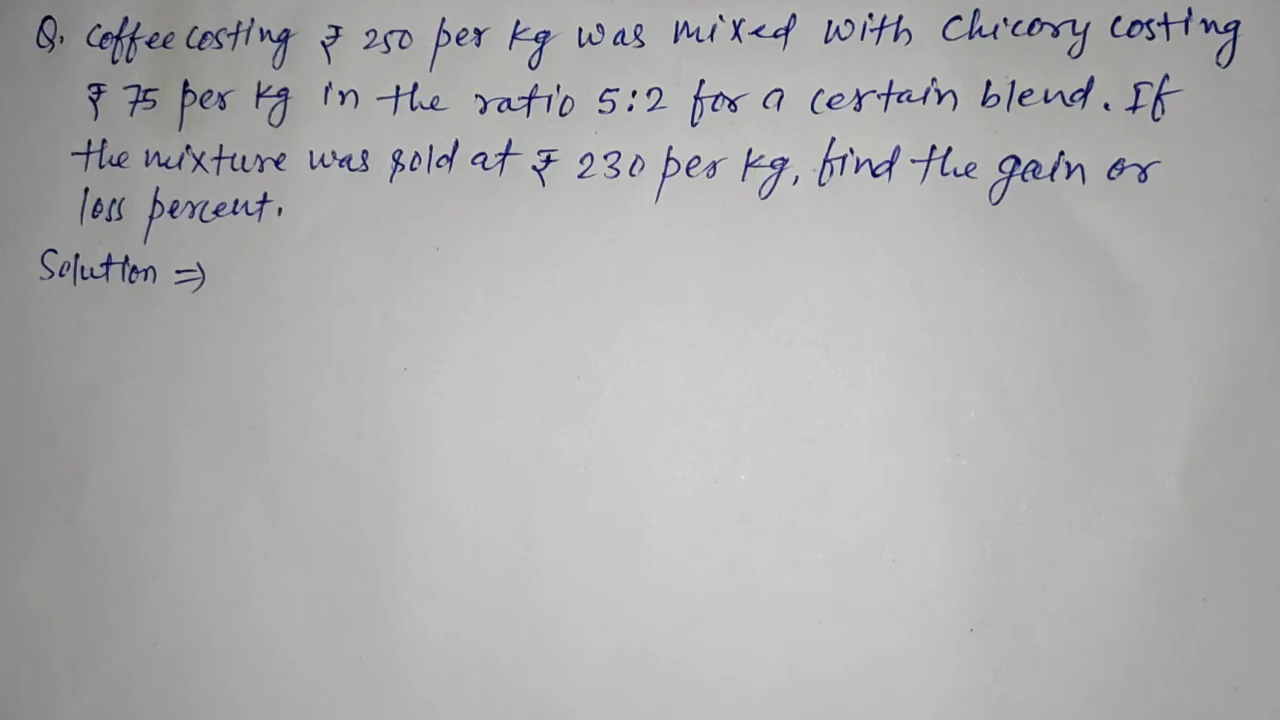 Q. Coffee costing ₹ 250 per kg was mixed with Chicory costing
₹ 75 per kg in the ratio 5:2 for a certain blend. If
the mixture was sold at ₹ 230 per kg, find the gain or
loss percent.
Solution ⇒